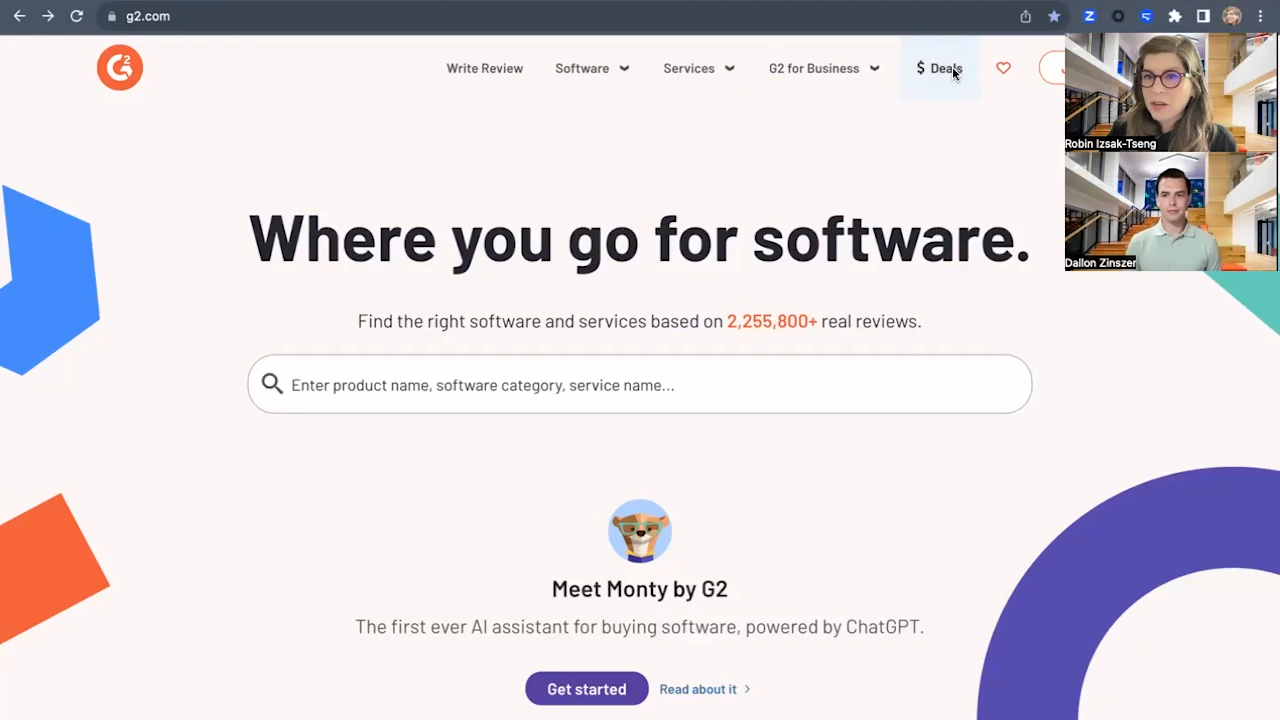 g2.com
G2
Write Review
Software
Services
G2 for Business
$ Deals
Robin Izsak-Tseng
Dallon Zinszer
Where you go for software.
Find the right software and services based on 2,255,800+ real reviews.
Enter product name, software category, service name...
Meet Monty by G2
The first ever AI assistant for buying software, powered by ChatGPT.
Get started
Read about it